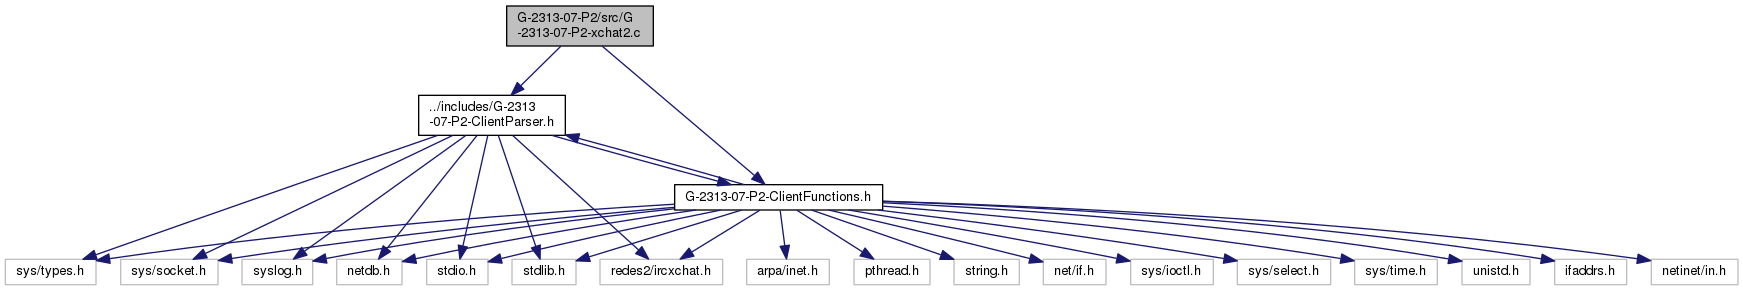 G-2313-07-P2/src/G
-2313-07-P2-xchat2.c
../includes/G-2313
-07-P2-ClientParser.h
G-2313-07-P2-ClientFunctions.h
sys/types.h
sys/socket.h
syslog.h
netdb.h
stdio.h
stdlib.h
redes2/ircxchat.h
arpa/inet.h
pthread.h
string.h
net/if.h
sys/ioctl.h
sys/select.h
sys/time.h
unistd.h
ifaddrs.h
netinet/in.h